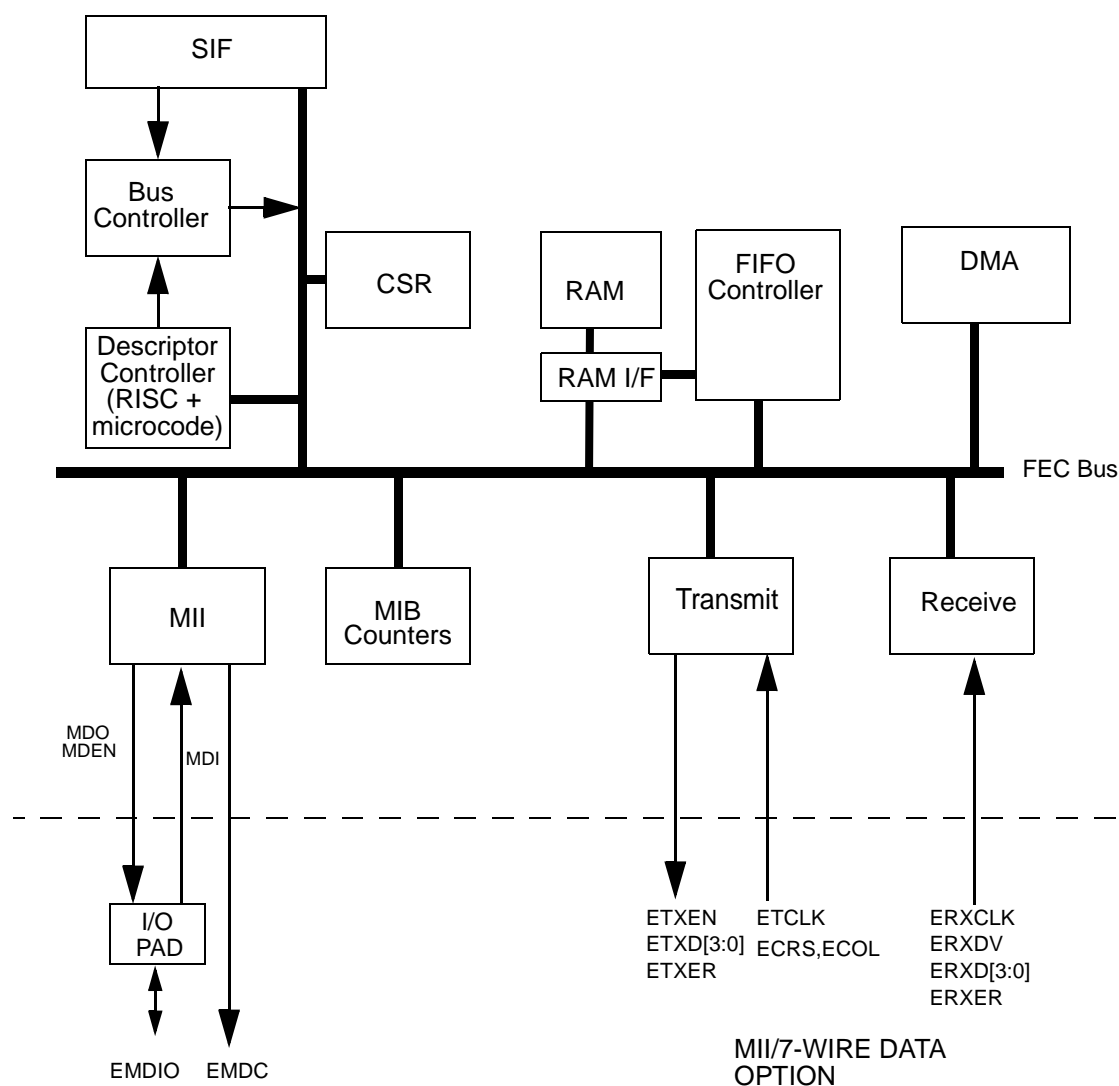 SIF
Bus
Controller
CSR
RAM
FIFO
Controller
DMA
Descriptor
Controller
(RISC +
microcode)
RAM I/F
FEC Bus
MII
MIB
Counters
Transmit
Receive
MDO
MDEN
MDI
I/O
PAD
ETXEN
ETXD[3:0]
ETXER
ETCLK
ECRS,ECOL
ERXCLK
ERXDV
ERXD[3:0]
ERXER
EMDIO
EMDC
MII/7-WIRE DATA
OPTION